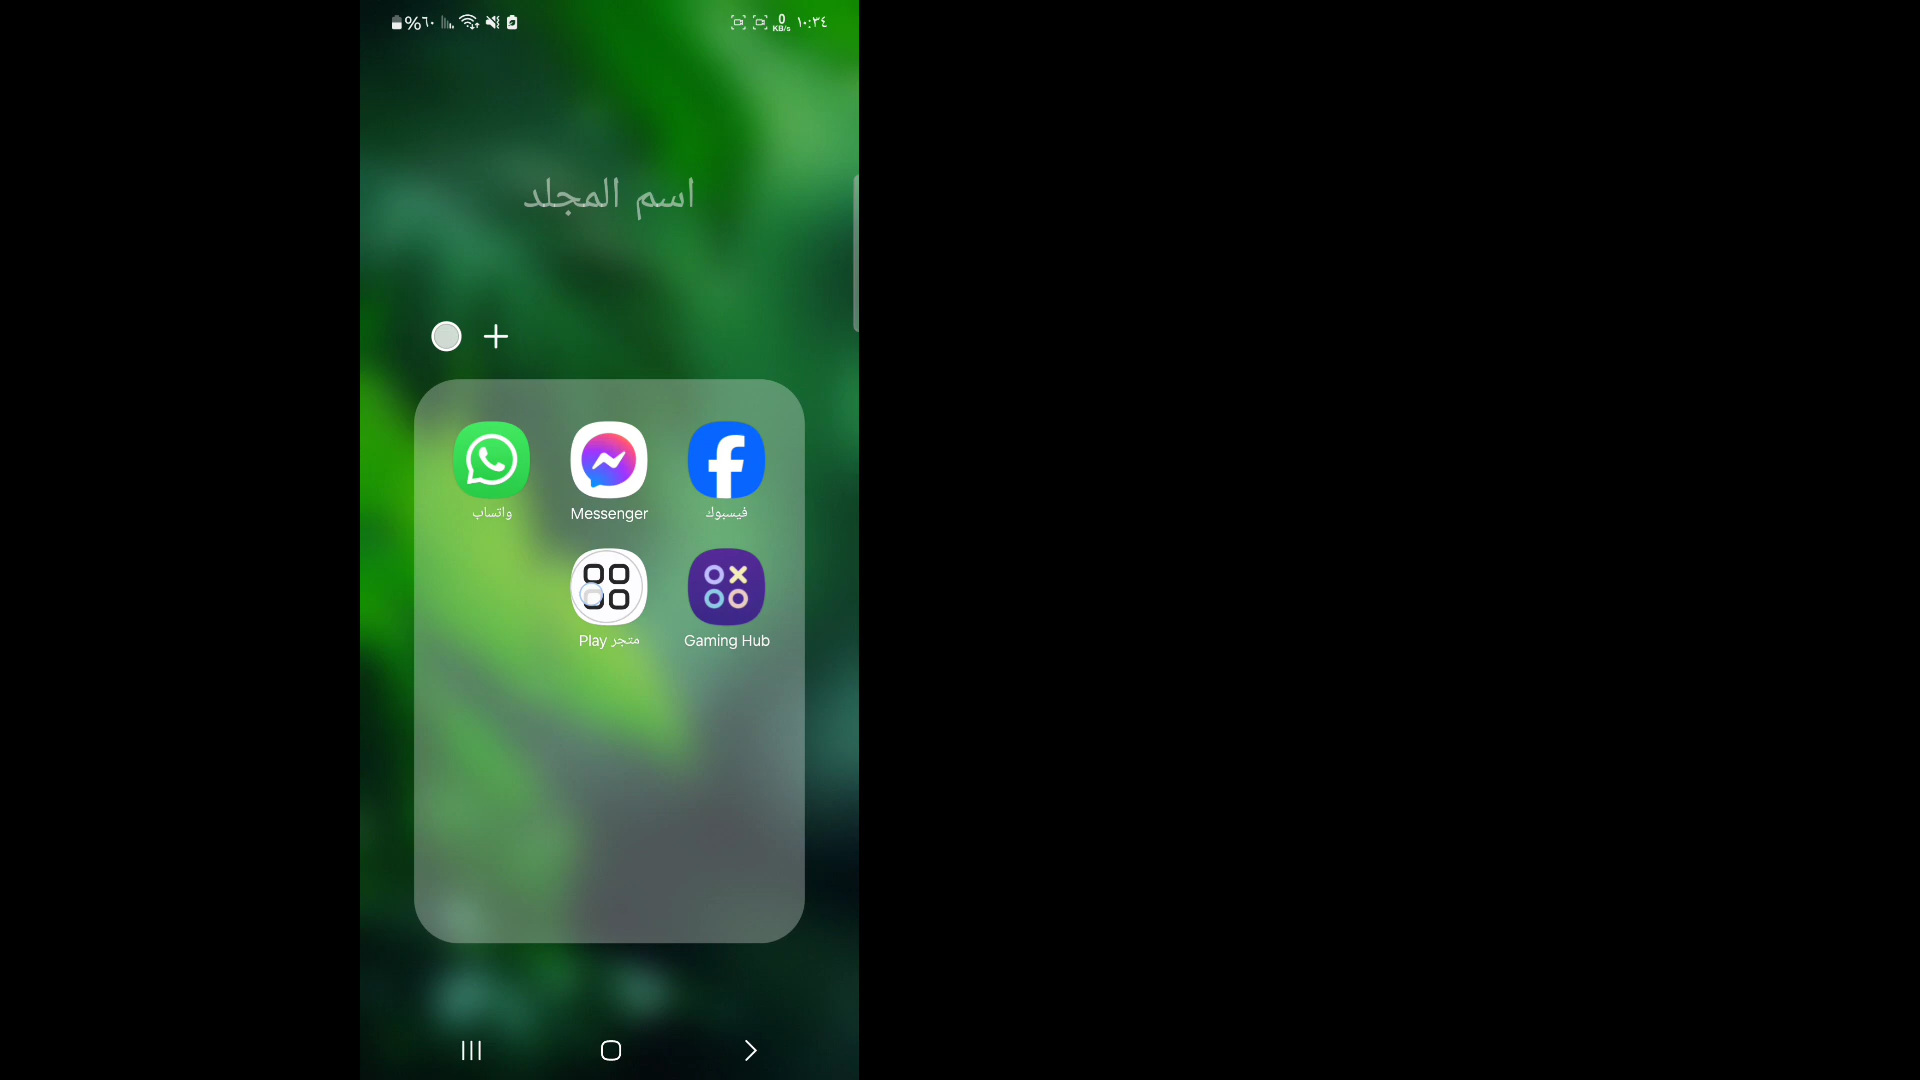 %٦٠
0 KB/s ١٠:٣٤
اسم المجلد
فيسبوك
Messenger
واتساب
Gaming Hub
متجر Play